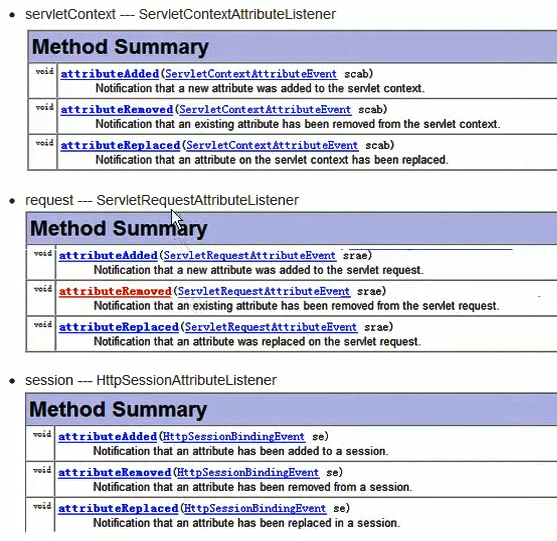 servletContext --- ServletContextAttributeListener
Method Summary
void attributeAdded(ServletContextAttributeEvent scab)
Notification that a new attribute was added to the servlet context.
void attributeRemoved(ServletContextAttributeEvent scab)
Notification that an existing attribute has been removed from the servlet context.
void attributeReplaced(ServletContextAttributeEvent scab)
Notification that an attribute on the servlet context has been replaced.
request --- ServletRequestAttributeListener
Method Summary
void attributeAdded(ServletRequestAttributeEvent srae)
Notification that a new attribute was added to the servlet request.
void attributeRemoved(ServletRequestAttributeEvent srae)
Notification that an existing attribute has been removed from the servlet request.
void attributeReplaced(ServletRequestAttributeEvent srae)
Notification that an attribute was replaced on the servlet request.
session --- HttpSessionAttributeListener
Method Summary
void attributeAdded(HttpSessionBindingEvent se)
Notification that an attribute has been added to a session.
void attributeRemoved(HttpSessionBindingEvent se)
Notification that an attribute has been removed from a session.
void attributeReplaced(HttpSessionBindingEvent se)
Notification that an attribute has been replaced in a session.